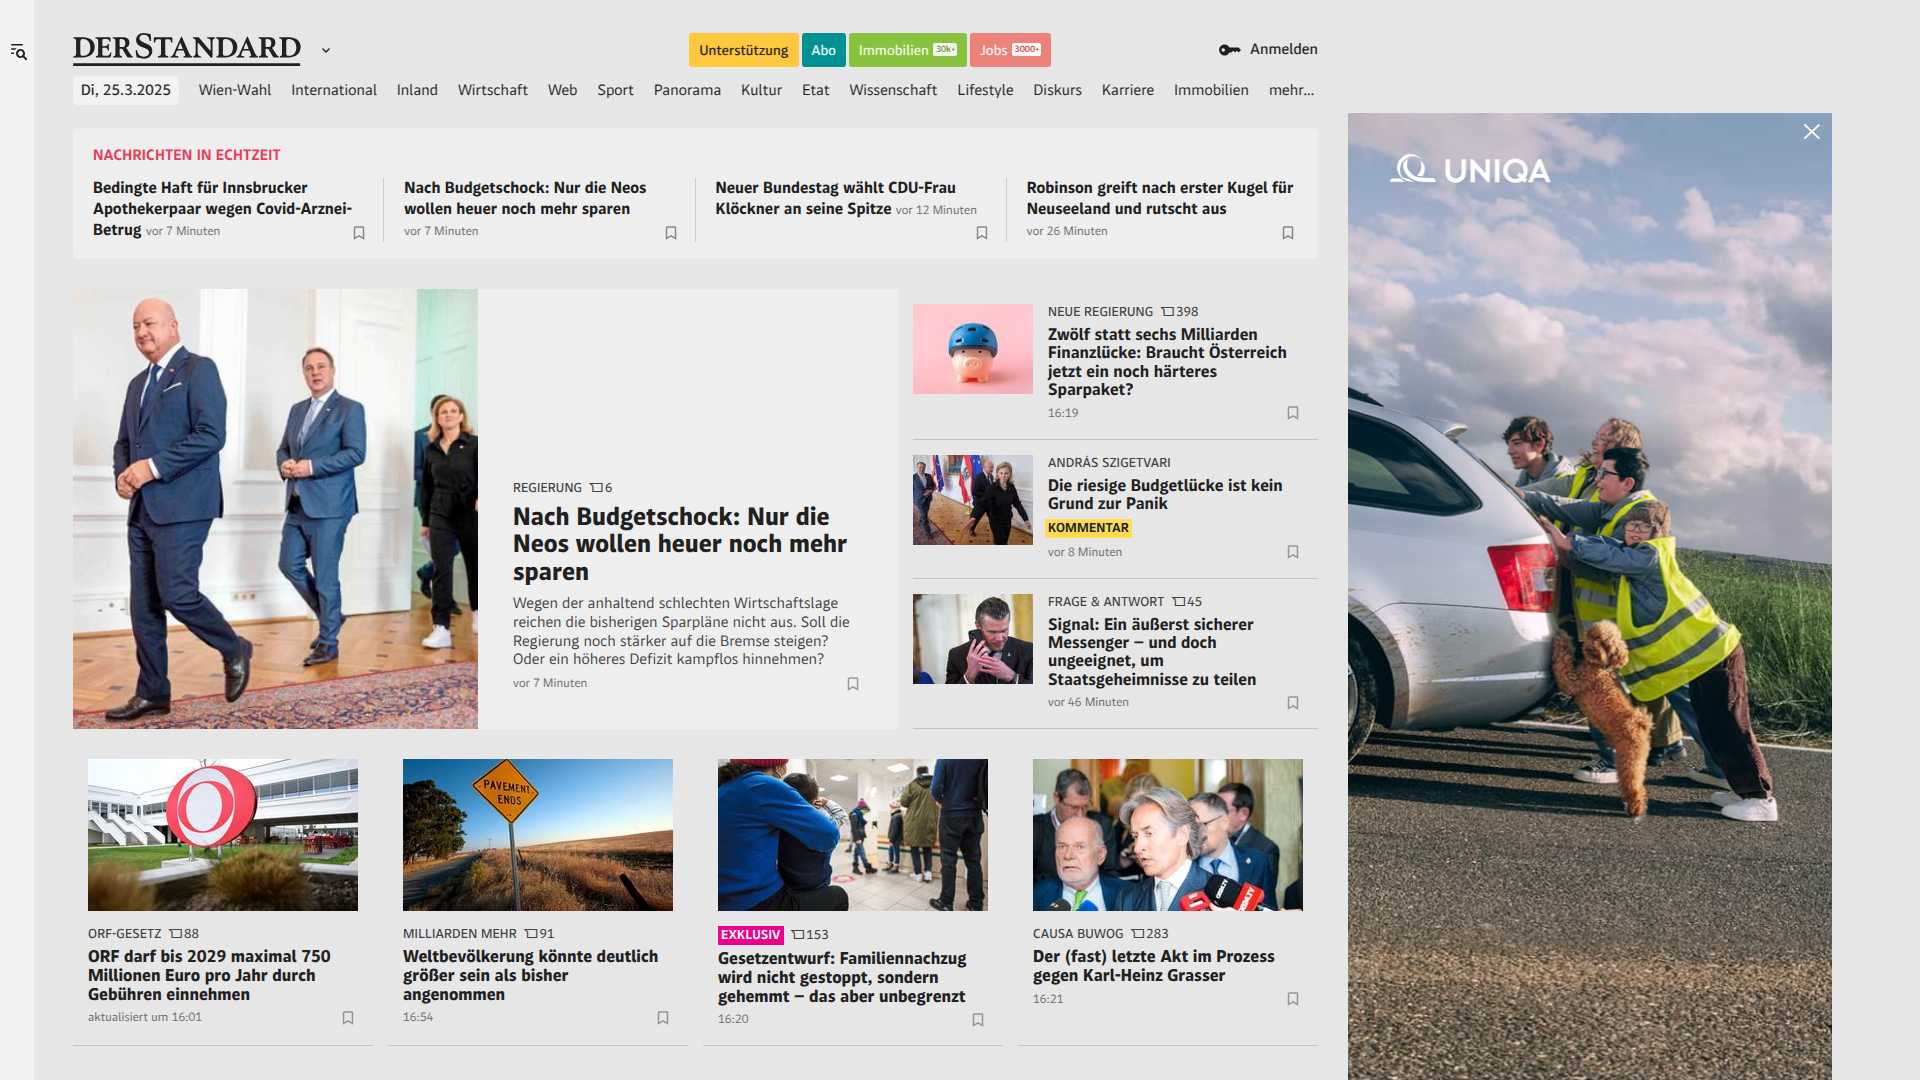 DERSTANDARD
Unterstützung
Abo
Immobilien 30k+
Jobs 3000+
Anmelden
Di, 25.3.2025
Wien-Wahl
International
Inland
Wirtschaft
Web
Sport
Panorama
Kultur
Etat
Wissenschaft
Lifestyle
Diskurs
Karriere
Immobilien
mehr...
NACHRICHTEN IN ECHTZEIT
Bedingte Haft für Innsbrucker
Apothekerpaar wegen Covid-Arznei-
Betrug vor 7 Minuten
Nach Budgetschock: Nur die Neos
wollen heuer noch mehr sparen
vor 7 Minuten
Neuer Bundestag wählt CDU-Frau
Klöckner an seine Spitze vor 12 Minuten
Robinson greift nach erster Kugel für
Neuseeland und rutscht aus
vor 26 Minuten
REGIERUNG 6
Nach Budgetschock: Nur die
Neos wollen heuer noch mehr
sparen
Wegen der anhaltend schlechten Wirtschaftslage
reichen die bisherigen Sparpläne nicht aus. Soll die
Regierung noch stärker auf die Bremse steigen?
Oder ein höheres Defizit kampflos hinnehmen?
vor 7 Minuten
NEUE REGIERUNG 398
Zwölf statt sechs Milliarden
Finanzlücke: Braucht Österreich
jetzt ein noch härteres
Sparpaket?
16:19
ANDRÁS SZIGETVARI
Die riesige Budgetlücke ist kein
Grund zur Panik
KOMMENTAR
vor 8 Minuten
FRAGE & ANTWORT 45
Signal: Ein äußerst sicherer
Messenger – und doch
ungeeignet, um
Staatsgeheimnisse zu teilen
vor 46 Minuten
ORF-GESETZ 88
ORF darf bis 2029 maximal 750
Millionen Euro pro Jahr durch
Gebühren einnehmen
aktualisiert um 16:01
PAVEMENT
ENDS
MILLIARDEN MEHR 91
Weltbevölkerung könnte deutlich
größer sein als bisher
angenommen
16:54
EXKLUSIV 153
Gesetzentwurf: Familiennachzug
wird nicht gestoppt, sondern
gehemmt – das aber unbegrenzt
16:20
CAUSA BUWOG 283
Der (fast) letzte Akt im Prozess
gegen Karl-Heinz Grasser
16:21
UNIQA